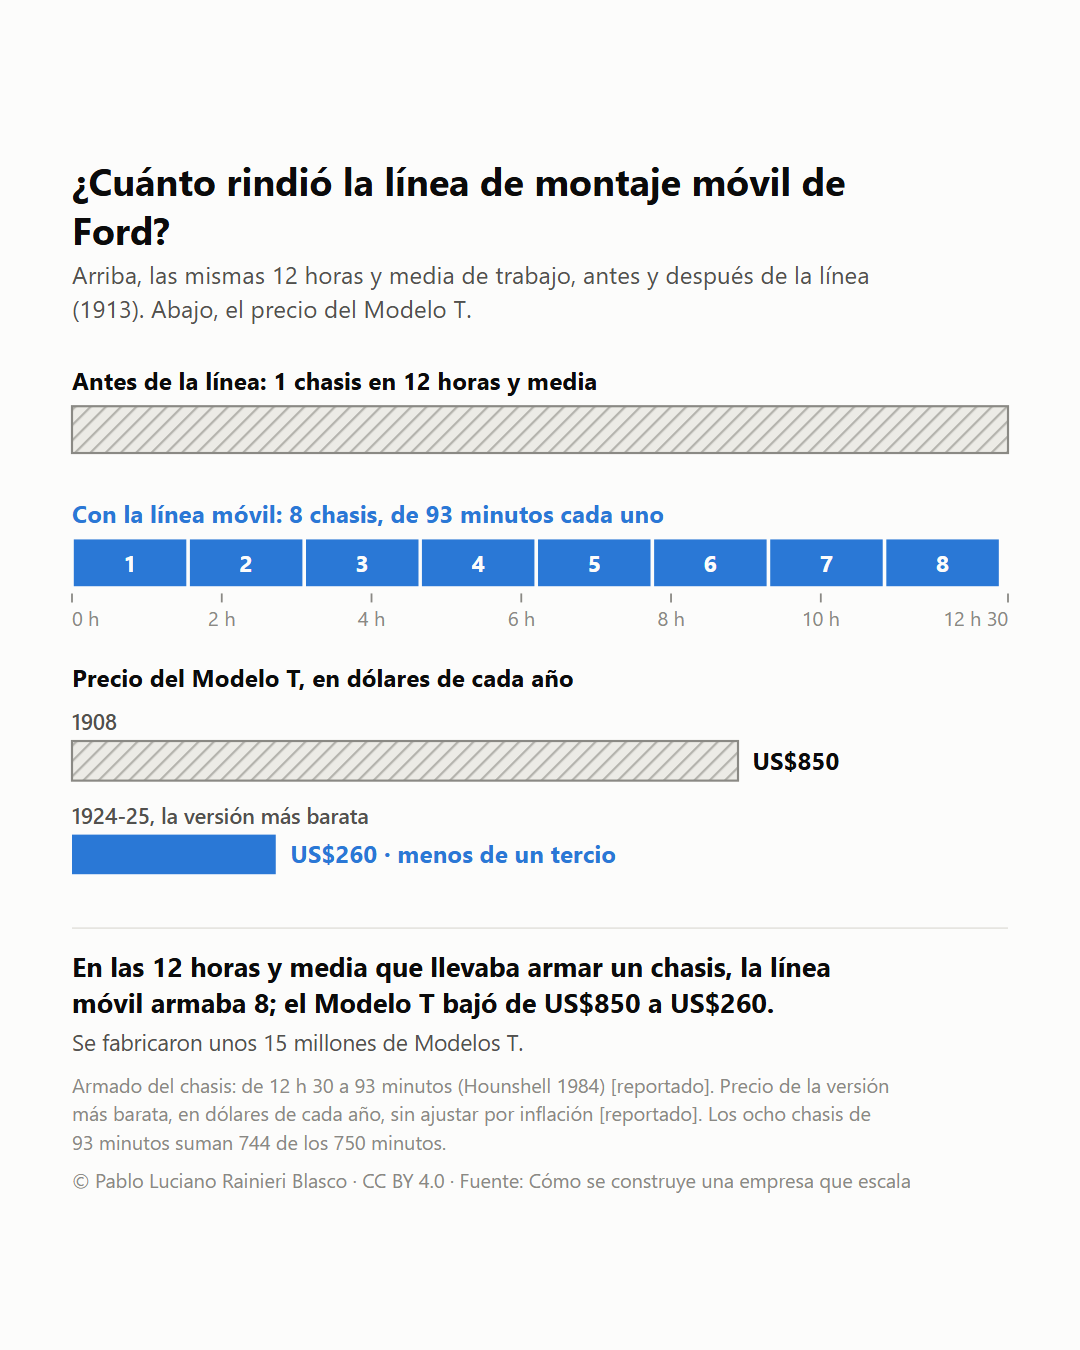 ¿Cuánto rindió la línea de montaje móvil de
Ford?
Arriba, las mismas 12 horas y media de trabajo, antes y después de la línea
(1913). Abajo, el precio del Modelo T.
Antes de la línea: 1 chasis en 12 horas y media
Con la línea móvil: 8 chasis, de 93 minutos cada uno
1 2 3 4 5 6 7 8
0 h 2 h 4 h 6 h 8 h 10 h 12 h 30
Precio del Modelo T, en dólares de cada año
1908
US$850
1924-25, la versión más barata
US$260 · menos de un tercio
En las 12 horas y media que llevaba armar un chasis, la línea
móvil armaba 8; el Modelo T bajó de US$850 a US$260.
Se fabricaron unos 15 millones de Modelos T.
Armado del chasis: de 12 h 30 a 93 minutos (Hounshell 1984) [reportado]. Precio de la versión
más barata, en dólares de cada año, sin ajustar por inflación [reportado]. Los ocho chasis de
93 minutos suman 744 de los 750 minutos.
© Pablo Luciano Rainieri Blasco · CC BY 4.0 · Fuente: Cómo se construye una empresa que escala